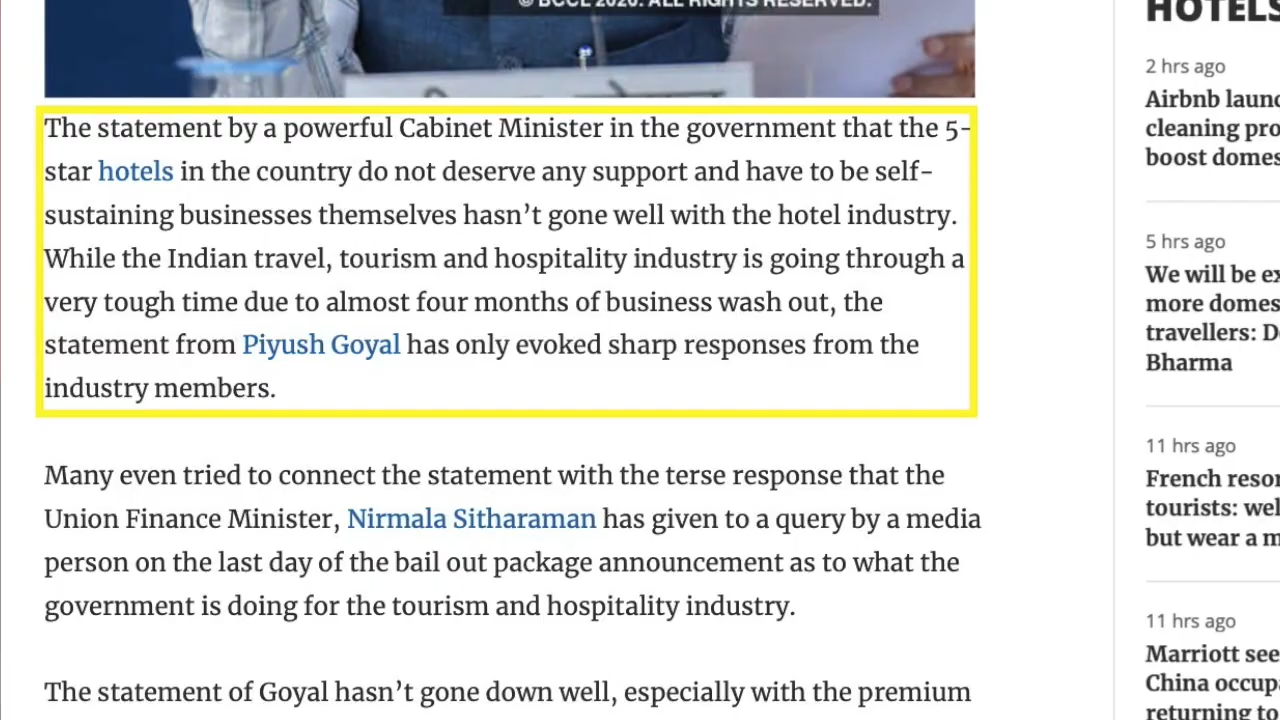 © BCCL 2020. ALL RIGHTS RESERVED.
The statement by a powerful Cabinet Minister in the government that the 5-
star hotels in the country do not deserve any support and have to be self-
sustaining businesses themselves hasn't gone well with the hotel industry.
While the Indian travel, tourism and hospitality industry is going through a
very tough time due to almost four months of business wash out, the
statement from Piyush Goyal has only evoked sharp responses from the
industry members.
Many even tried to connect the statement with the terse response that the
Union Finance Minister, Nirmala Sitharaman has given to a query by a media
person on the last day of the bail out package announcement as to what the
government is doing for the tourism and hospitality industry.
The statement of Goyal hasn't gone down well, especially with the premium
HOTELS
2 hrs ago
Airbnb laun
cleaning pro
boost domes
5 hrs ago
We will be ex
more domes
travellers: D
Bharma
11 hrs ago
French resor
tourists: wel
but wear a m
11 hrs ago
Marriott see
China occup
returning to